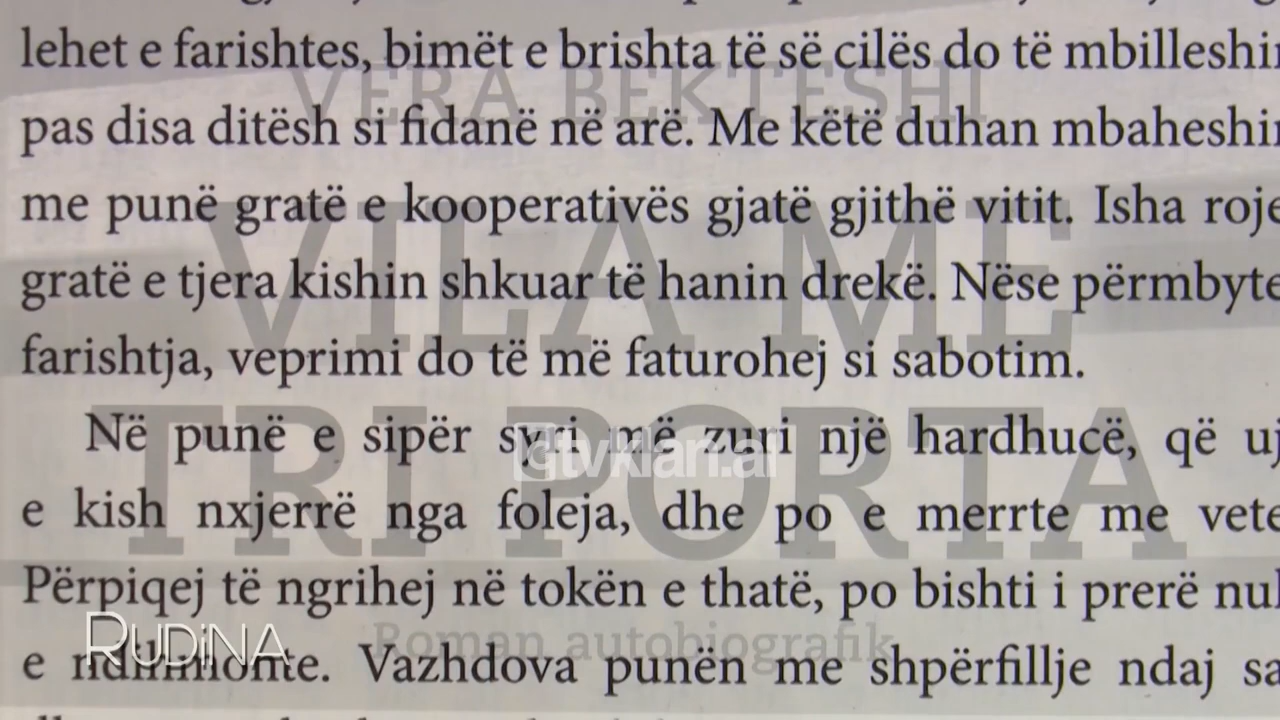 lehet e farishtes, bimët e brishta të së cilës do të mbilleshin
pas disa ditësh si fidanë në arë. Me këtë duhan mbaheshin
me punë gratë e kooperativës gjatë gjithë vitit. Isha roje
gratë e tjera kishin shkuar të hanin drekë. Nëse përmbyte
farishtja, veprimi do të më faturohej si sabotim.
Në punë e sipër syri më zuri një hardhucë, që uj
e kish nxjerrë nga foleja, dhe po e merrte me vete
Përpiqej të ngrihej në tokën e thatë, po bishti i prerë nuk
e ndihmonte. Vazhdova punën me shpërfillje ndaj sa
VERA BEKTESHI
VILA ME
TRI PORTA
Roman autobiografik
tvklan.al
RUDINA